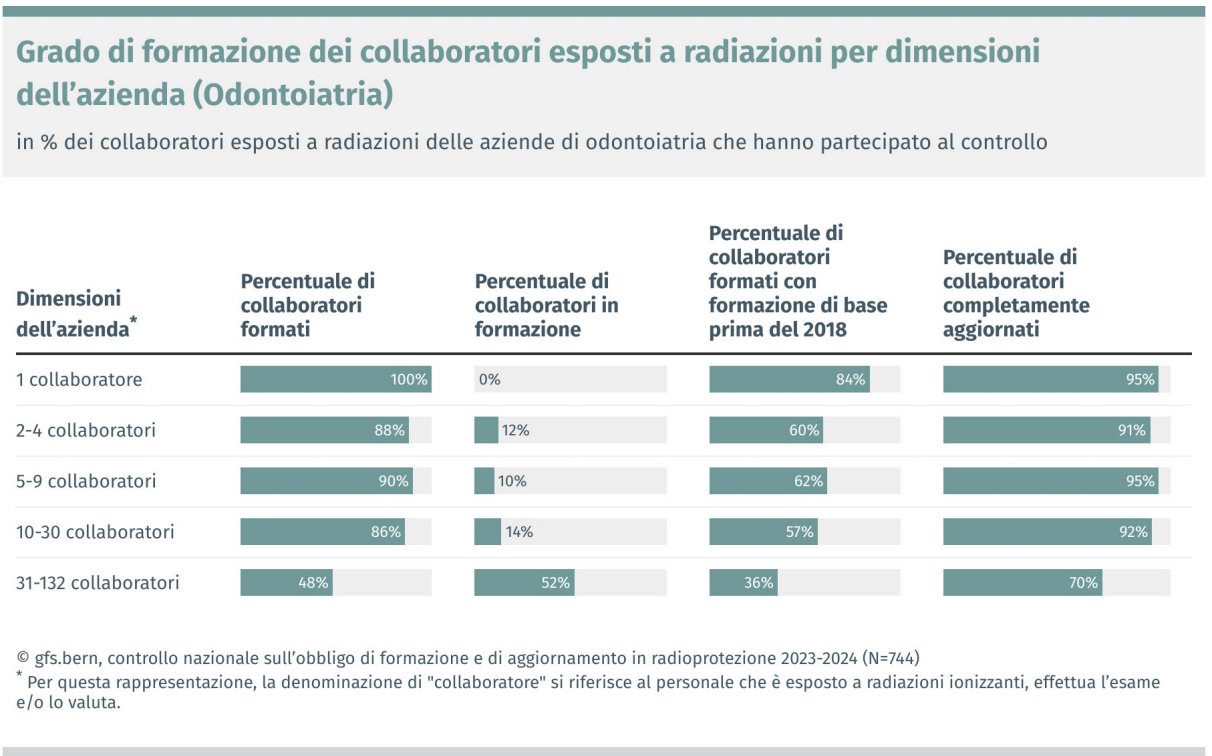 Grado di formazione dei collaboratori esposti a radiazioni per dimensioni
dell’azienda (Odontoiatria)
in % dei collaboratori esposti a radiazioni delle aziende di odontoiatria che hanno partecipato al controllo
Dimensioni
dell’azienda*
Percentuale di
collaboratori
formati
Percentuale di
collaboratori in
formazione
Percentuale di
collaboratori
formati con
formazione di base
prima del 2018
Percentuale di
collaboratori
completamente
aggiornati
1 collaboratore 100% 0% 84% 95%
2-4 collaboratori 88% 12% 60% 91%
5-9 collaboratori 90% 10% 62% 95%
10-30 collaboratori 86% 14% 57% 92%
31-132 collaboratori 48% 52% 36% 70%
© gfs.bern, controllo nazionale sull’obbligo di formazione e di aggiornamento in radioprotezione 2023-2024 (N=744)
* Per questa rappresentazione, la denominazione di "collaboratore" si riferisce al personale che è esposto a radiazioni ionizzanti, effettua l’esame
e/o lo valuta.